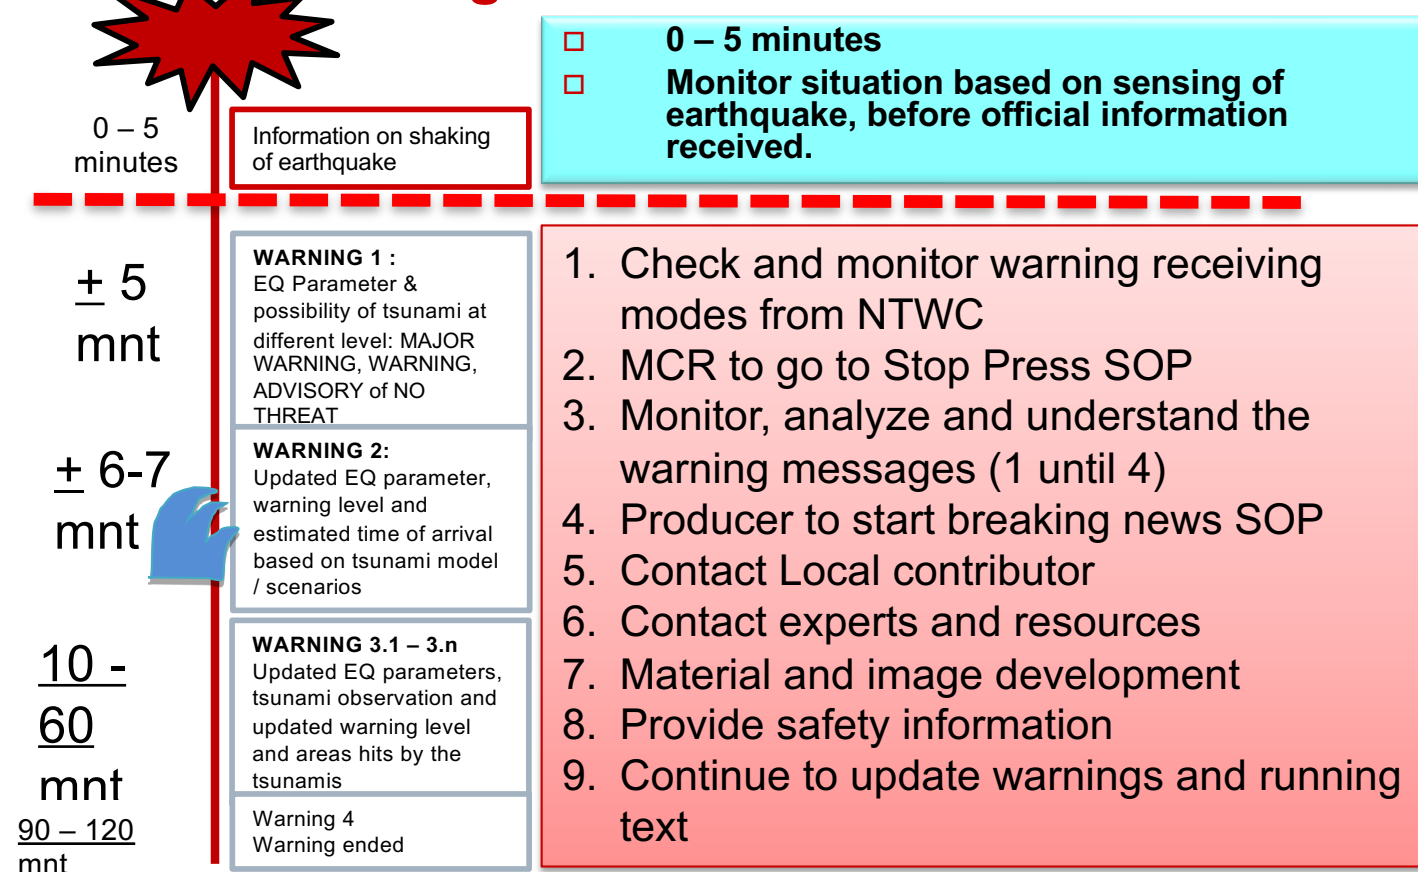 0 – 5
minutes
Information on shaking
of earthquake
□ 0 – 5 minutes
□ Monitor situation based on sensing of
earthquake, before official information
received.
+ 5
mnt
WARNING 1 :
EQ Parameter &
possibility of tsunami at
different level: MAJOR
WARNING, WARNING,
ADVISORY of NO
THREAT
+ 6-7
mnt
WARNING 2:
Updated EQ parameter,
warning level and
estimated time of arrival
based on tsunami model
/ scenarios
10 -
60
mnt
WARNING 3.1 – 3.n
Updated EQ parameters,
tsunami observation and
updated warning level
and areas hits by the
tsunamis
90 – 120
mnt
Warning 4
Warning ended
1. Check and monitor warning receiving
modes from NTWC
2. MCR to go to Stop Press SOP
3. Monitor, analyze and understand the
warning messages (1 until 4)
4. Producer to start breaking news SOP
5. Contact Local contributor
6. Contact experts and resources
7. Material and image development
8. Provide safety information
9. Continue to update warnings and running
text